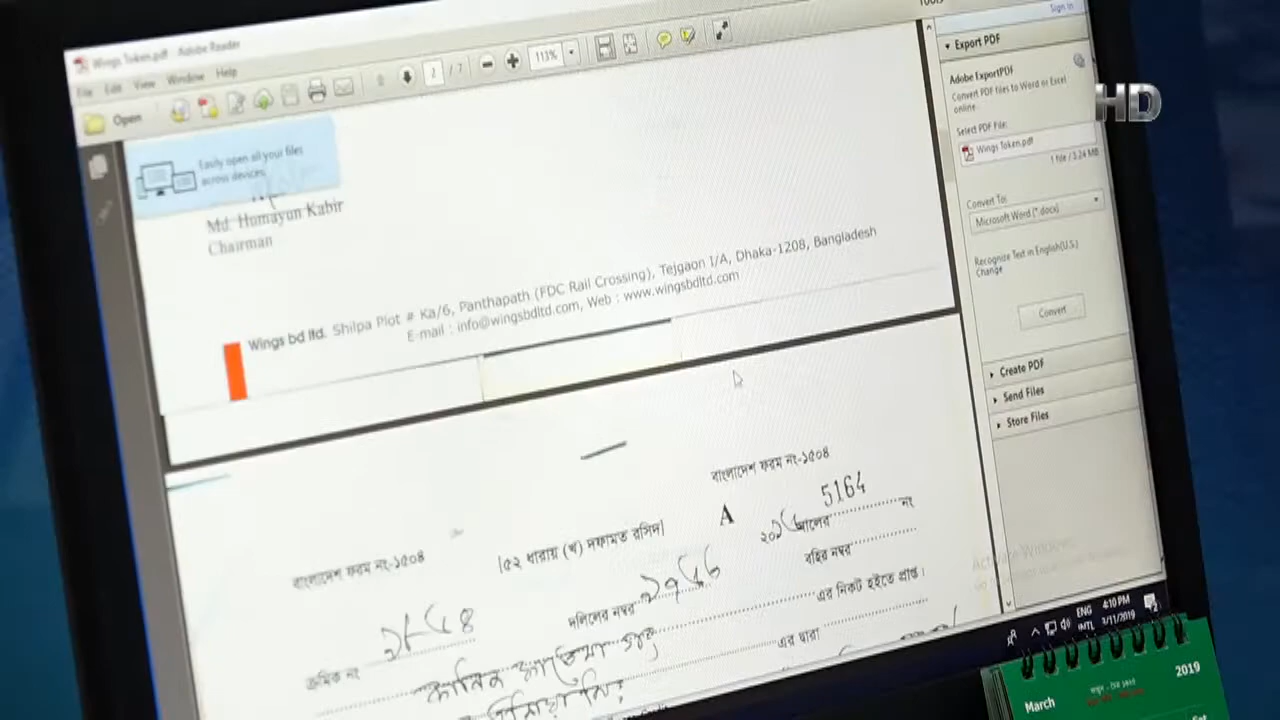 Wings Token.pdf - Adobe Reader
File Edit View Window Help
Open
2 / 7
113%
Tools
Sign In
Easily open all your files
across devices
Md. Humayun Kabir
Chairman
Wings bd ltd. Shilpa Plot # Ka/6, Panthapath (FDC Rail Crossing), Tejgaon I/A, Dhaka-1208, Bangladesh
E-mail : info@wingsbdltd.com, Web : www.wingsbdltd.com
Export PDF
Adobe ExportPDF
Convert PDF files to Word or Excel
online.
Select PDF File:
Wings Token.pdf
1 file / 3.24 MB
Convert To:
Microsoft Word (*.docx)
Recognize Text in English(U.S.)
Change
Convert
Create PDF
Send Files
Store Files
HD
বাংলাদেশ ফরম নং-১৫০৪
5164
A
নং
বাংলাদেশ ফরম নং-১৫০৪
[৫২ ধারায় (খ) দফামত রসিদ]
সালের
বহির নম্বর
দলিলের নম্বর
এর নিকট হইতে প্রাপ্ত।
ক্রমিক নং
এর দ্বারা
Activate Windows
ENG
INTL
4:10 PM
3/11/2019
March
2019